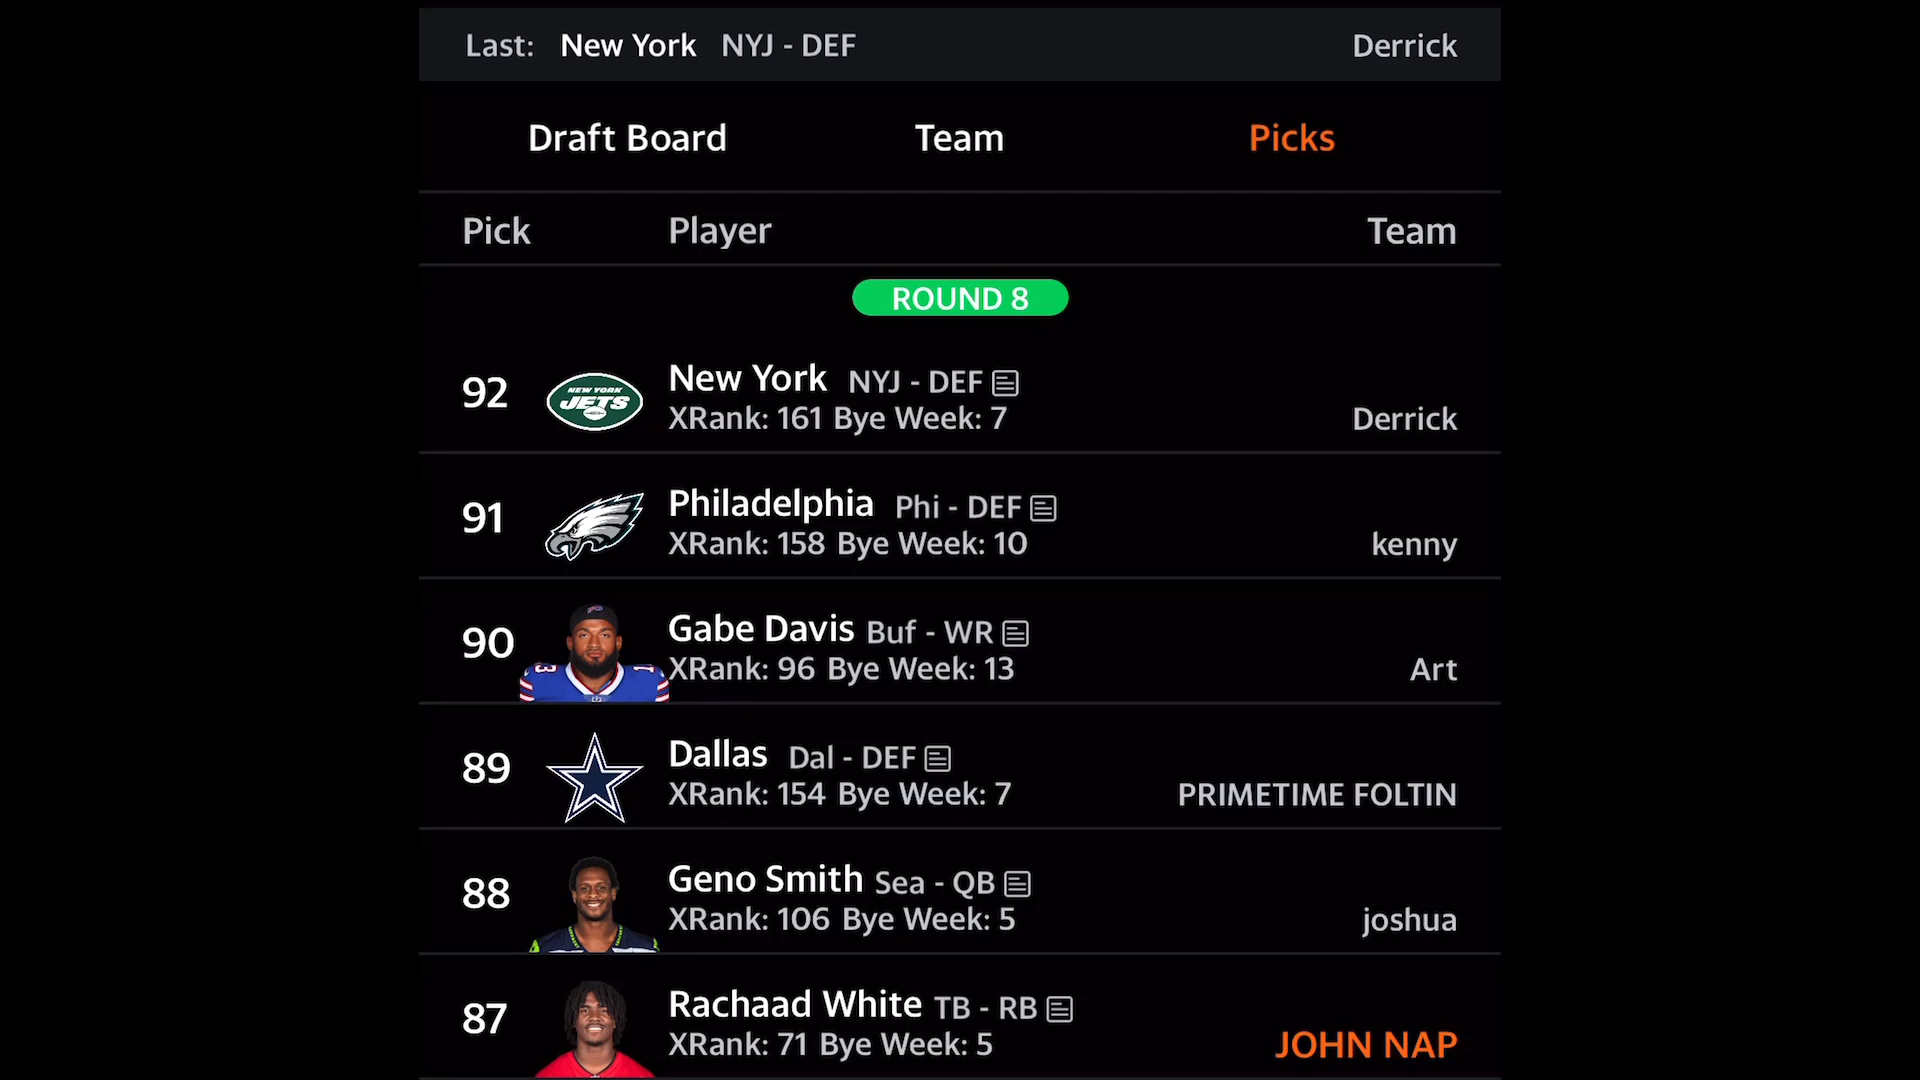 Last: New York NYJ - DEF Derrick
Draft Board Team Picks
Pick Player Team
ROUND 8
92 NEW YORK JETS New York NYJ - DEF
XRank: 161 Bye Week: 7 Derrick
91 Philadelphia Phi - DEF
XRank: 158 Bye Week: 10 kenny
90 Gabe Davis Buf - WR
XRank: 96 Bye Week: 13 Art
89 Dallas Dal - DEF
XRank: 154 Bye Week: 7 PRIMETIME FOLTIN
88 Geno Smith Sea - QB
XRank: 106 Bye Week: 5 joshua
87 Rachaad White TB - RB
XRank: 71 Bye Week: 5 JOHN NAP